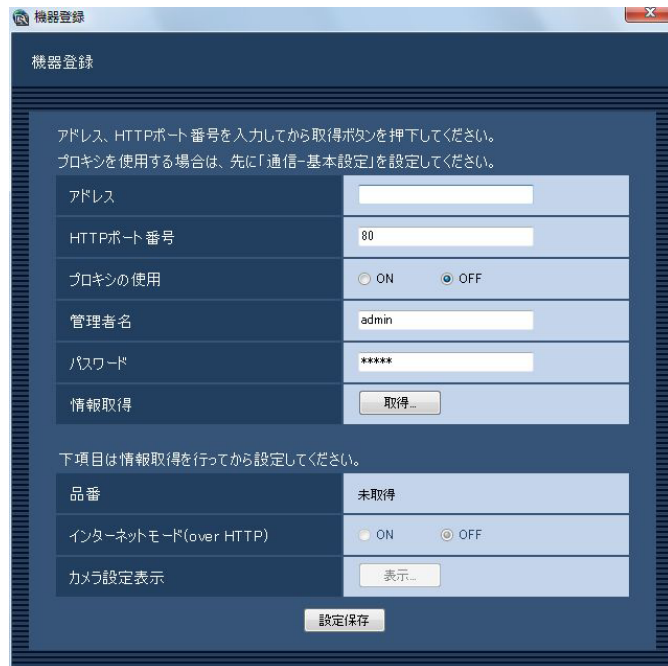 機器登録
機器登録
アドレス、HTTPポート番号を入力してから取得ボタンを押下してください。
プロキシを使用する場合は、先に「通信-基本設定」を設定してください。
アドレス
HTTPポート番号 80
プロキシの使用 ON OFF
管理者名 admin
パスワード *****
情報取得 取得...
下項目は情報取得を行ってから設定してください。
品番 未取得
インターネットモード(over HTTP) ON OFF
カメラ設定表示 表示...
設定保存